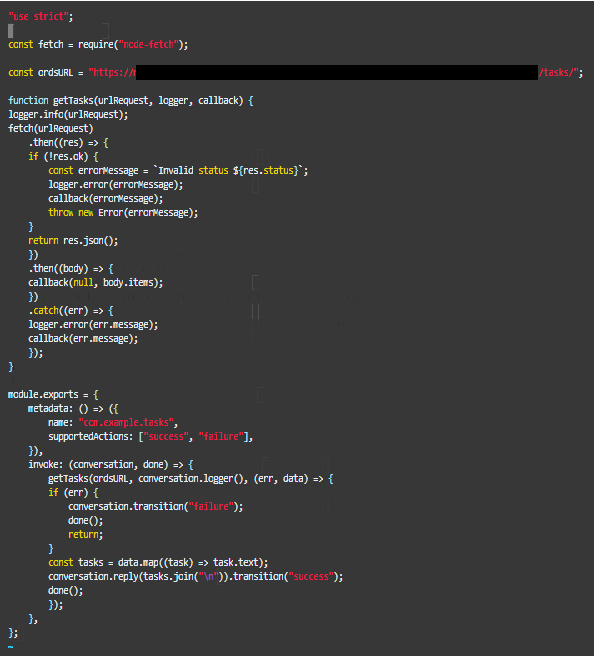 "use strict";
const fetch = require("node-fetch");
const ordsURL = "https:// /tasks/";
function getTasks(urlRequest, logger, callback) {
logger.info(urlRequest);
fetch(urlRequest)
.then((res) => {
if (!res.ok) {
const errorMessage = `Invalid status ${res.status}`;
logger.error(errorMessage);
callback(errorMessage);
throw new Error(errorMessage);
}
return res.json();
})
.then((body) => {
callback(null, body.items);
})
.catch((err) => {
logger.error(err.message);
callback(err.message);
});
}
module.exports = {
metadata: () => ({
name: "com.example.tasks",
supportedActions: ["success", "failure"],
}),
invoke: (conversation, done) => {
getTasks(ordsURL, conversation.logger(), (err, data) => {
if (err) {
conversation.transition("failure");
done();
return;
}
const tasks = data.map((task) => task.text);
conversation.reply(tasks.join("\n")).transition("success");
done();
});
},
};
~